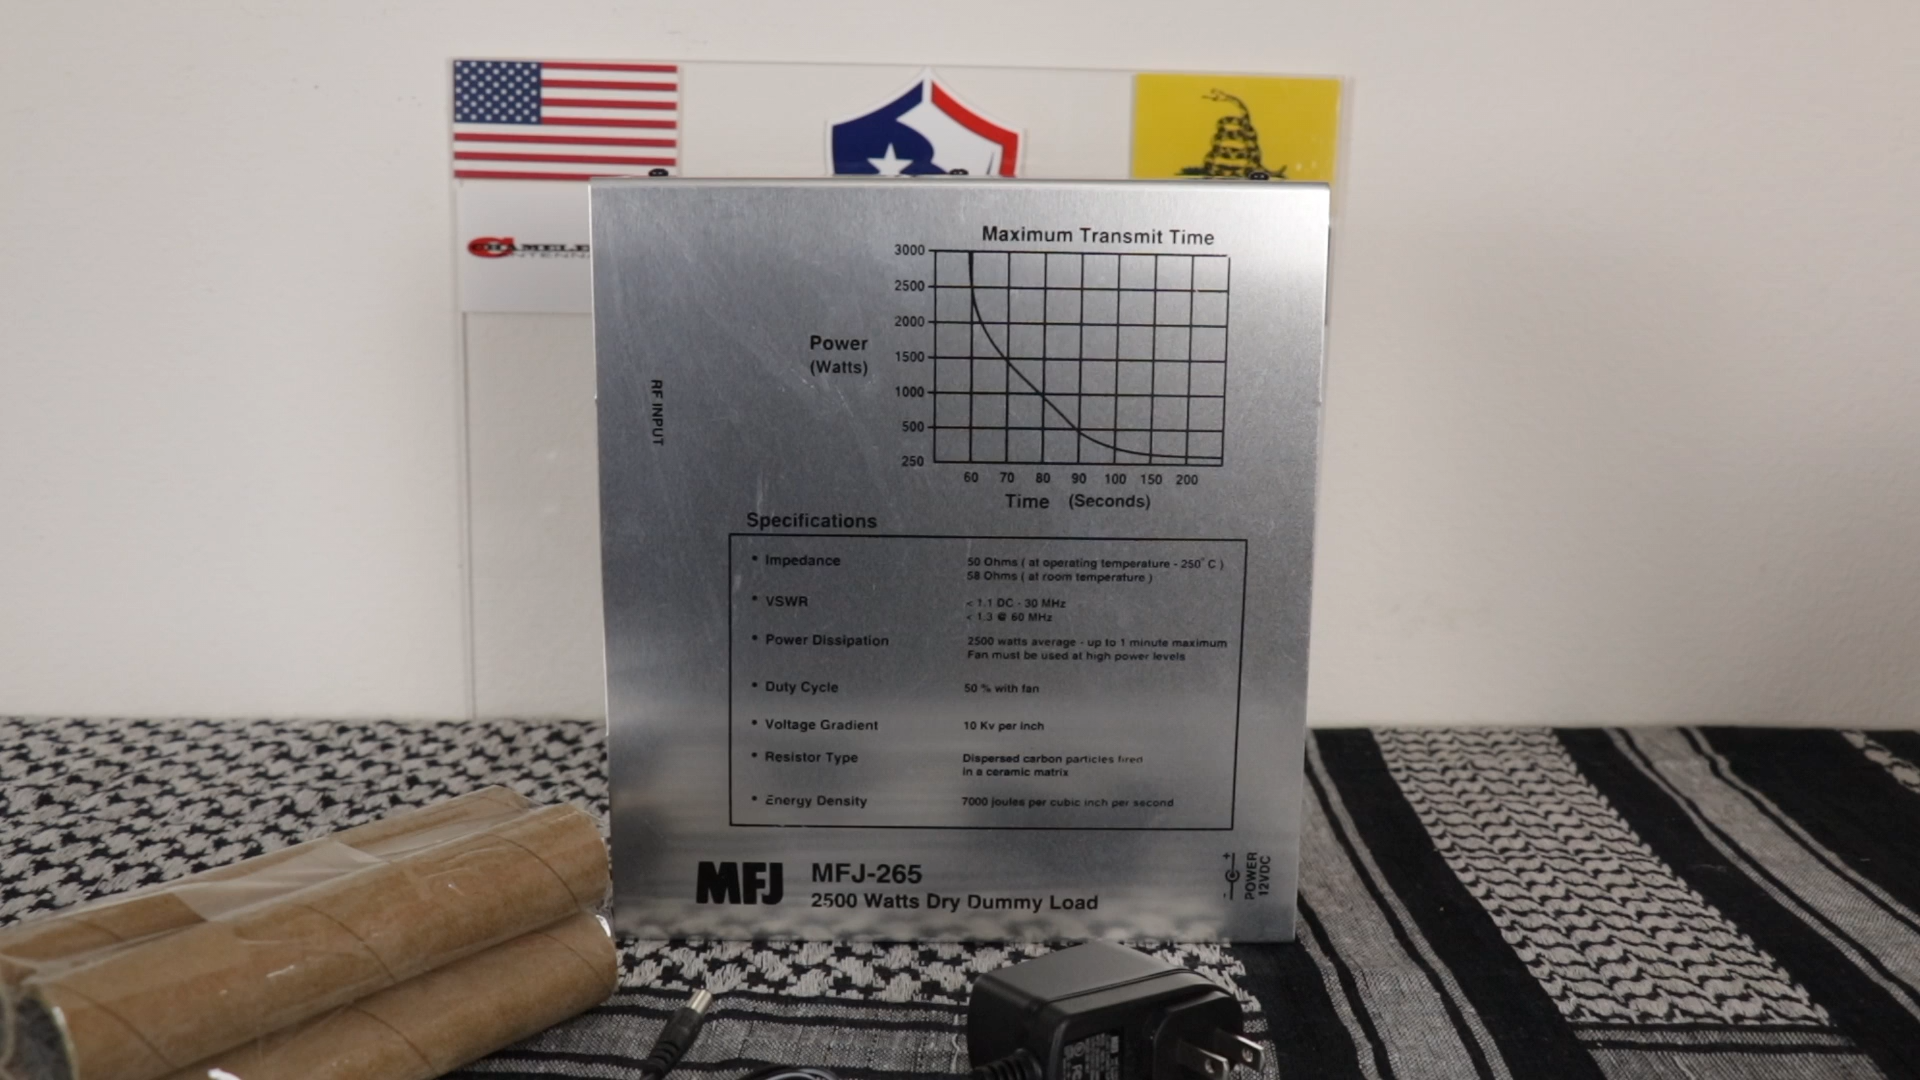 CHAMELE
ANTENNA
Maximum Transmit Time
3000
2500
2000
1500
1000
500
250
Power
(Watts)
60 70 80 90 100 150 200
Time (Seconds)
RF INPUT
Specifications
• Impedance 50 Ohms ( at operating temperature - 250° C )
58 Ohms ( at room temperature )
• VSWR < 1.1 DC - 30 MHz
< 1.3 @ 60 MHz
• Power Dissipation 2500 watts average - up to 1 minute maximum
Fan must be used at high power levels
• Duty Cycle 50 % with fan
• Voltage Gradient 10 Kv per inch
• Resistor Type Dispersed carbon particles fired
in a ceramic matrix
• Energy Density 7000 joules per cubic inch per second
MFJ MFJ-265
2500 Watts Dry Dummy Load
+ -
POWER
12VDC